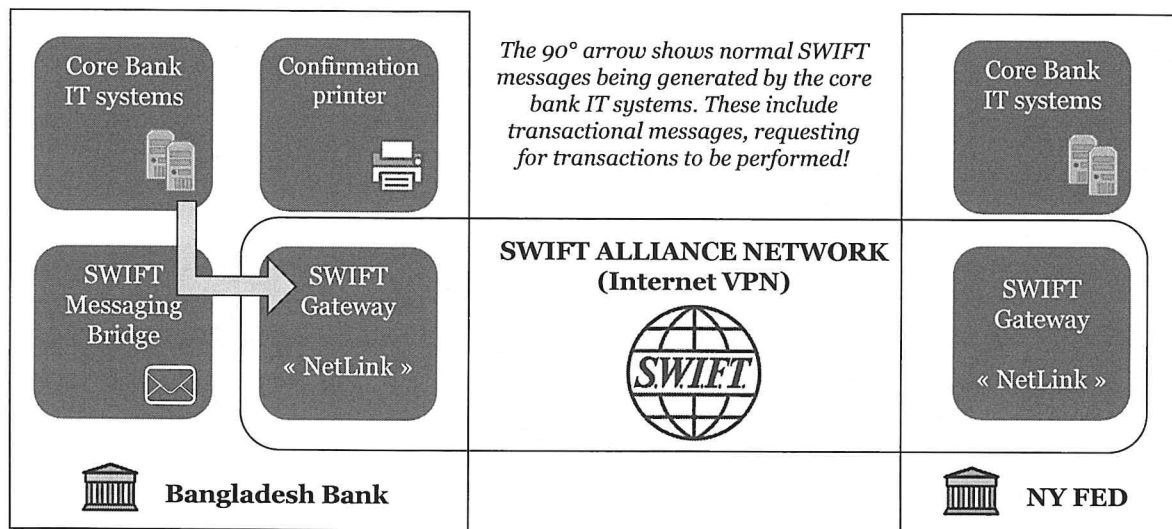 Core Bank
IT systems
Confirmation
printer
The 90° arrow shows normal SWIFT
messages being generated by the core
bank IT systems. These include
transactional messages, requesting
for transactions to be performed!
Core Bank
IT systems
SWIFT
Messaging
Bridge
SWIFT
Gateway
« NetLink »
SWIFT ALLIANCE NETWORK
(Internet VPN)
S.W.I.F.T.
SWIFT
Gateway
« NetLink »
Bangladesh Bank
NY FED